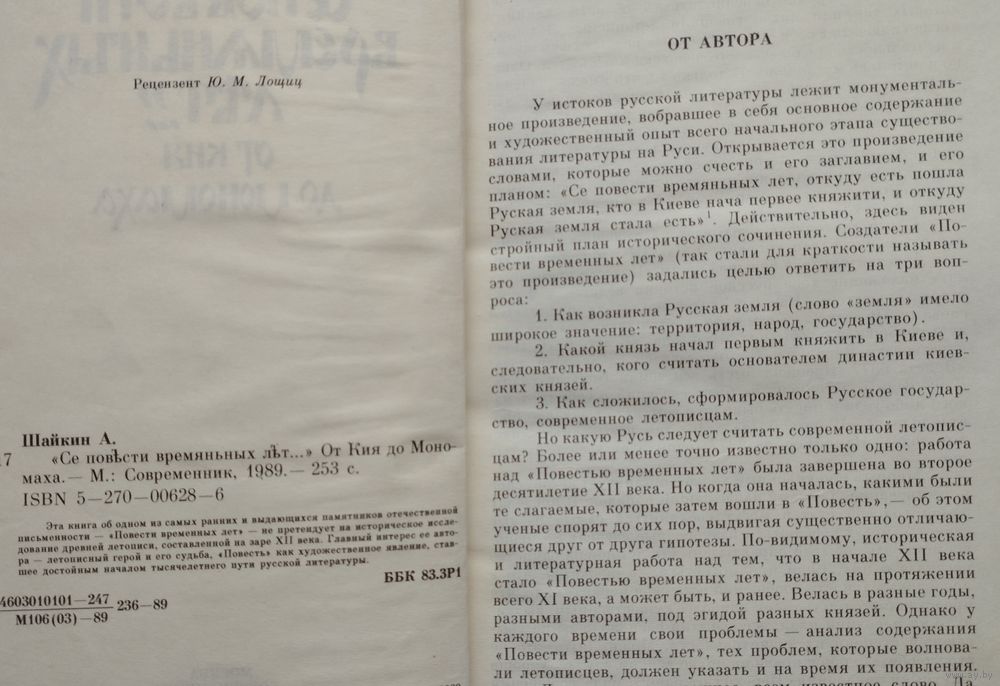 Рецензент Ю. М. Лощиц
Шайкин А.
17
«Се повѣсти времяньных лѣт...» От Кия до Моно-
маха.— М.: Современник, 1989.— 253 с.
ISBN 5—270—00628—6
Эта книга об одном из самых ранних и выдающихся памятников отечественной
письменности — «Повести временных лет» — не претендует на историческое иссле-
дование древней летописи, составленной на заре XII века. Главный интерес ее авто-
ра — летописный герой и его судьба, «Повесть» как художественное явление, став-
шее достойным началом тысячелетнего пути русской литературы.
ББК 83.3Р1
4603010101—247
М106(03)—89
236—89
ОТ АВТОРА
У истоков русской литературы лежит монументаль-
ное произведение, вобравшее в себя основное содержание
и художественный опыт всего начального этапа существо-
вания литературы на Руси. Открывается это произведение
словами, которые можно счесть и его заглавием, и его
планом: «Се повести времяньных лет, откуду есть пошла
Руская земля, кто в Киеве нача первее княжити, и откуду
Руская земля стала есть»1. Действительно, здесь виден
стройный план исторического сочинения. Создатели «По-
вести временных лет» (так стали для краткости называть
это произведение) задались целью ответить на три воп-
роса:
1. Как возникла Русская земля (слово «земля» имело
широкое значение: территория, народ, государство).
2. Какой князь начал первым княжить в Киеве и,
следовательно, кого считать основателем династии киев-
ских князей.
3. Как сложилось, сформировалось Русское государ-
ство, современное летописцам.
Но какую Русь следует считать современной летопис-
цам? Более или менее точно известно только одно: работа
над «Повестью временных лет» была завершена во второе
десятилетие XII века. Но когда она началась, какими были
те слагаемые, которые затем вошли в «Повесть»,— об этом
ученые спорят до сих пор, выдвигая существенно отличаю-
щиеся друг от друга гипотезы. По-видимому, историческая
и литературная работа над тем, что в начале XII века
стало «Повестью временных лет», велась на протяжении
всего XI века, а может быть, и ранее. Велась в разные годы,
разными авторами, под эгидой разных князей. Однако у
каждого времени свои проблемы — анализ содержания
«Повести временных лет», тех проблем, которые волнова-
ли летописцев, должен указать и на время их появления.
www.ay.by